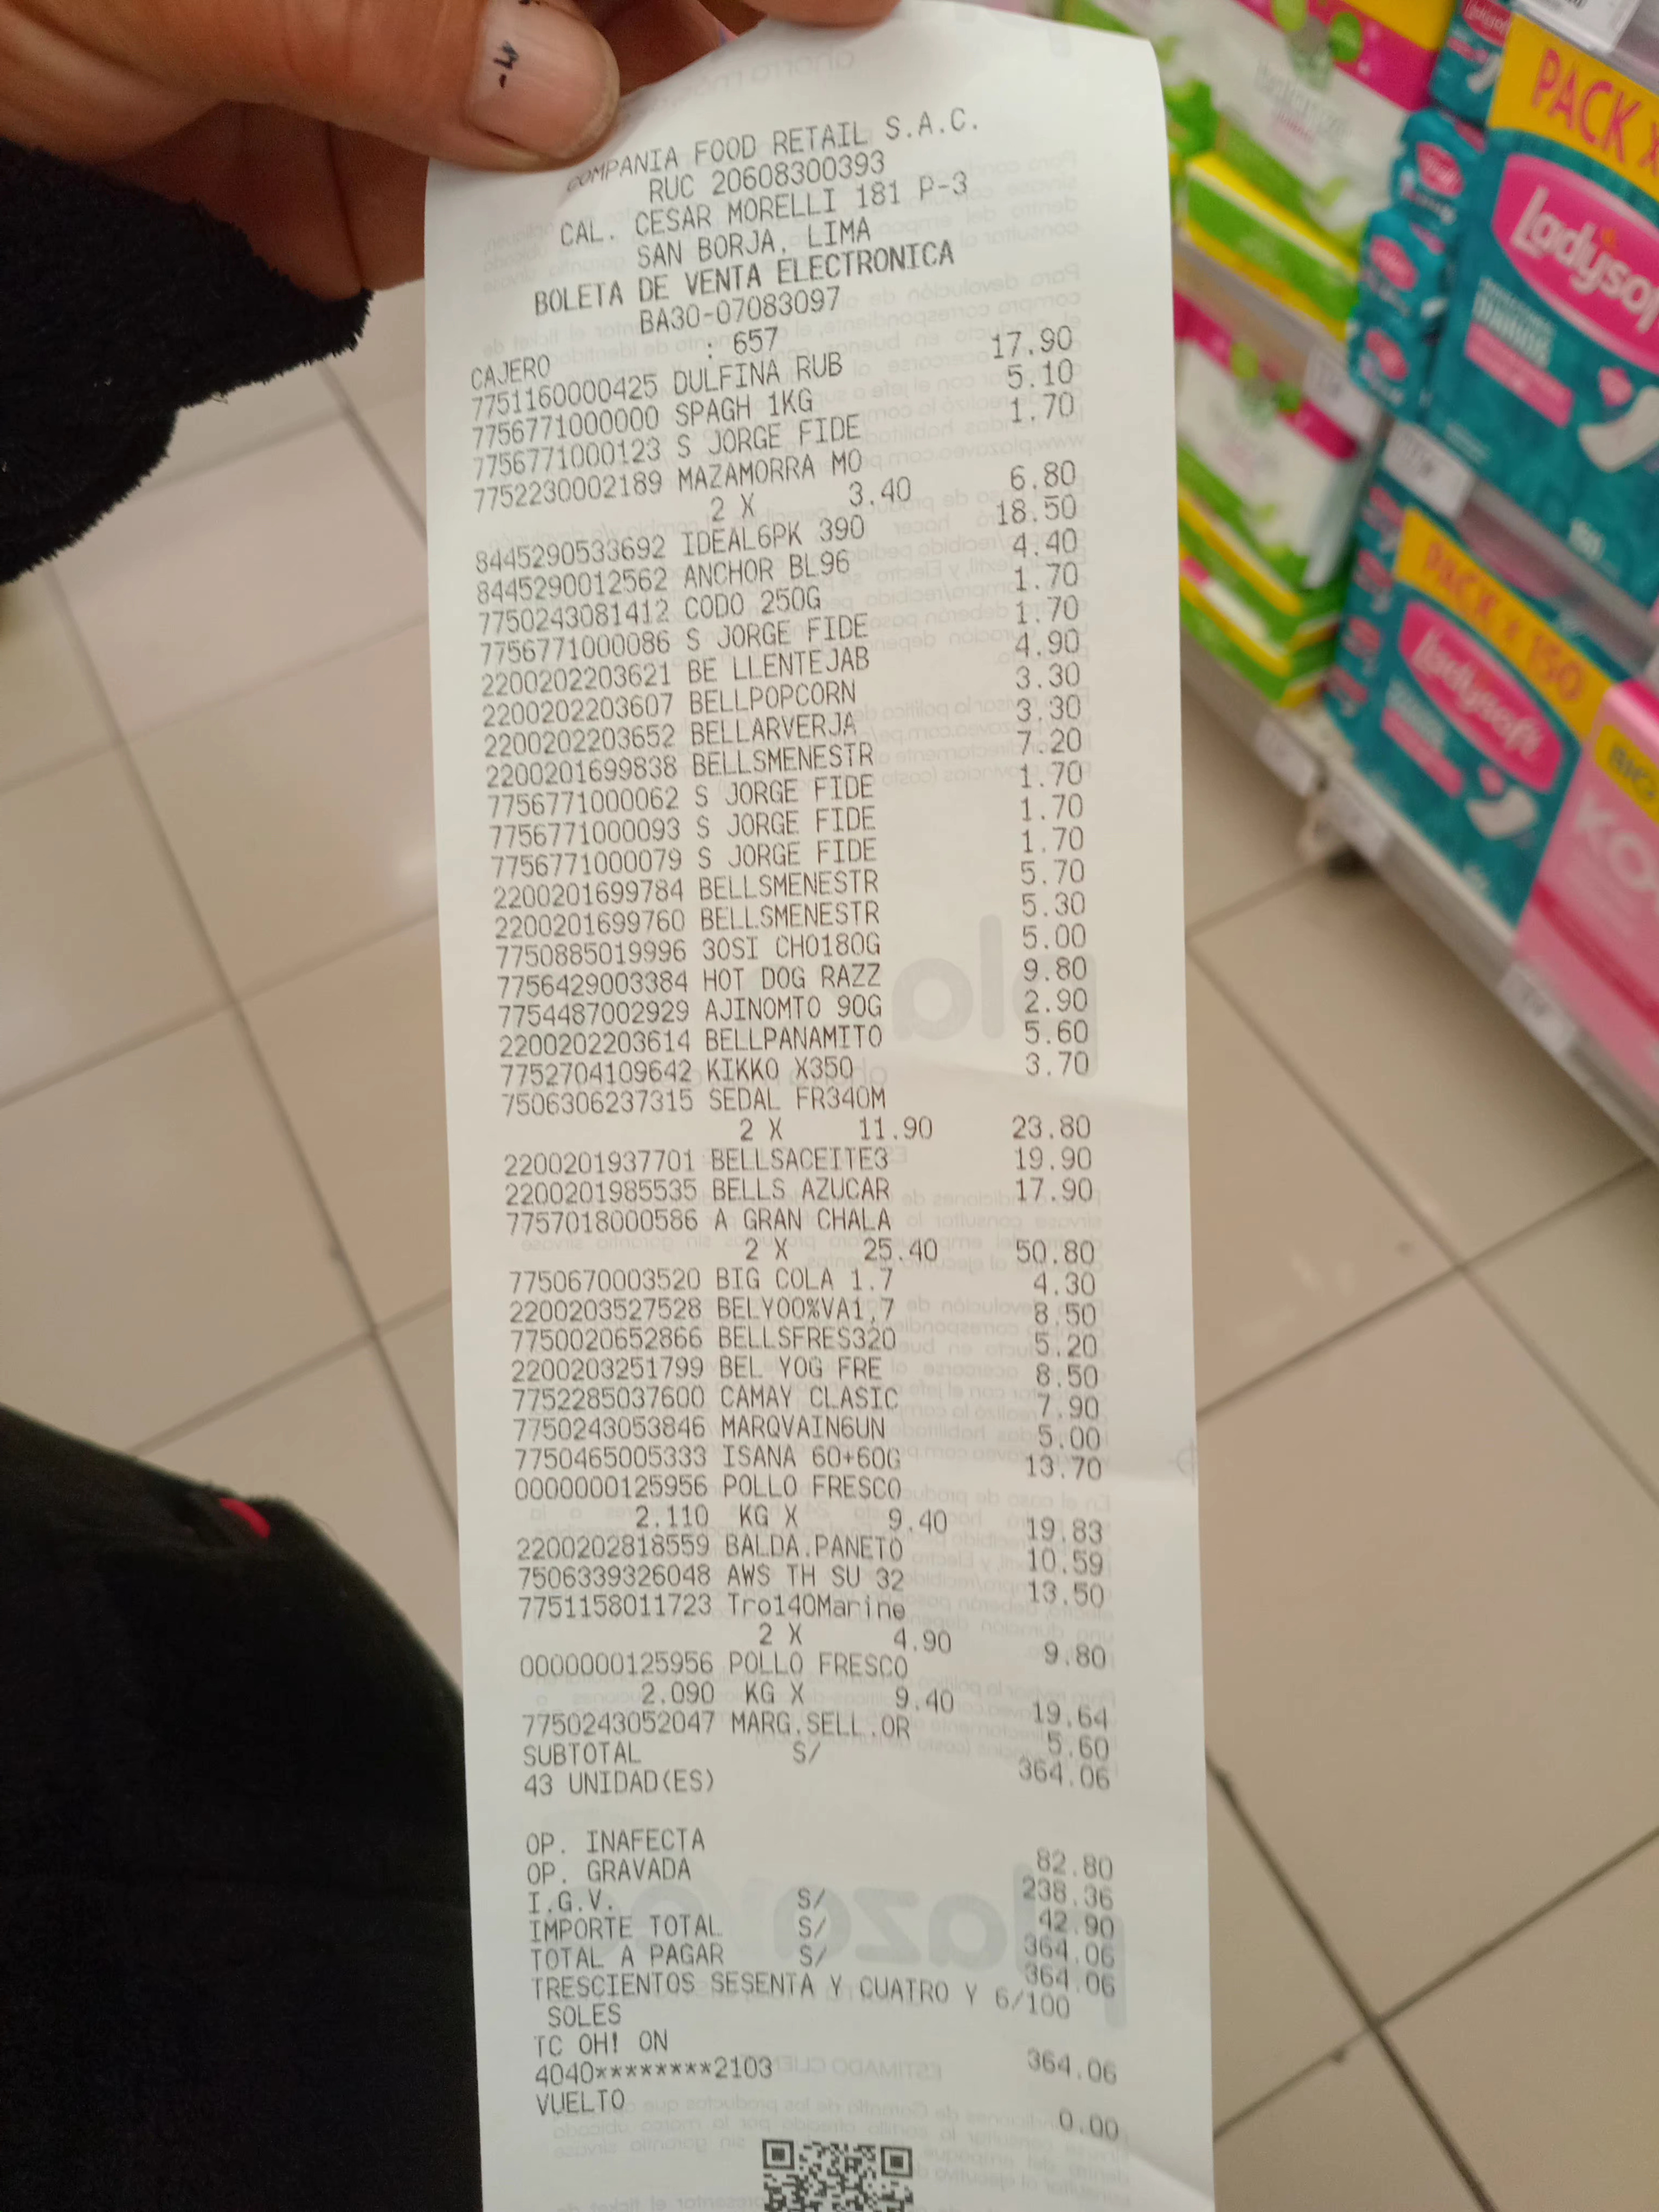 COMPANIA FOOD RETAIL S.A.C.
RUC 20608300393
CAL. CESAR MORELLI 181 P-3
SAN BORJA, LIMA
BOLETA DE VENTA ELECTRONICA
BA30-07083097
CAJERO : 657
7751160000425 DULFINA RUB 17.90
7756771000000 SPAGH 1KG 5.10
7756771000123 S JORGE FIDE 1.70
7752230002189 MAZAMORRA MO
2 X 3.40 6.80
8445290533692 IDEAL6PK 390 18.50
8445290012562 ANCHOR BL96 4.40
7750243081412 CODO 250G 1.70
7756771000086 S JORGE FIDE 1.70
2200202203621 BE LLENTEJAB 4.90
2200202203607 BELLPOPCORN 3.30
2200202203652 BELLARVERJA 3.30
2200201699838 BELLSMENESTR 7.20
7756771000062 S JORGE FIDE 1.70
7756771000093 S JORGE FIDE 1.70
7756771000079 S JORGE FIDE 1.70
2200201699784 BELLSMENESTR 5.70
2200201699760 BELLSMENESTR 5.30
7750885019996 30SI CHO180G 5.00
7756429003384 HOT DOG RAZZ 9.80
7754487002929 AJINOMTO 90G 2.90
2200202203614 BELLPANAMITO 5.60
7752704109642 KIKKO X350 3.70
7506306237315 SEDAL FR340M
2 X 11.90 23.80
2200201937701 BELLSACEITE3 19.90
2200201985535 BELLS AZUCAR 17.90
7757018000586 A GRAN CHALA
2 X 25.40 50.80
7750670003520 BIG COLA 1.7 4.30
2200203527528 BELYOO%VA1,7 8.50
7750020652866 BELLSFRES320 5.20
2200203251799 BEL YOG FRE 8.50
7752285037600 CAMAY CLASIC 7.90
7750243053846 MARQVAIN6UN 5.00
7750465005333 ISANA 60+60G 13.70
0000000125956 POLLO FRESCO
2.110 KG X 9.40 19.83
2200202818559 BALDA.PANETO 10.59
7506339326048 AWS TH SU 32 13.50
7751158011723 Tro140Marine
2 X 4.90 9.80
0000000125956 POLLO FRESCO
2.090 KG X 9.40 19.64
7750243052047 MARG.SELL.OR 5.60
SUBTOTAL S/ 364.06
43 UNIDAD(ES)
OP. INAFECTA 82.80
OP. GRAVADA 238.36
I.G.V. S/ 42.90
IMPORTE TOTAL S/ 364.06
TOTAL A PAGAR S/ 364.06
TRESCIENTOS SESENTA Y CUATRO Y 6/100
SOLES
TC OH! ON 364.06
4040********2103
VUELTO 0.00
PACK X
Ladysoft
PACK X 150
Ladysoft
BIG
KO